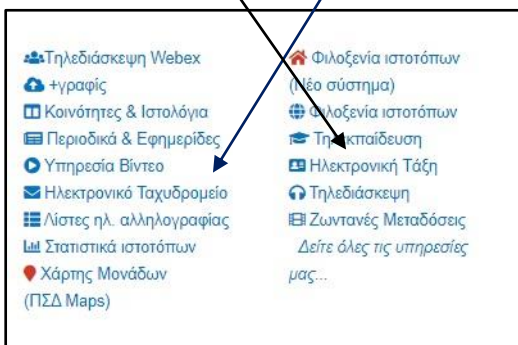 Τηλεδιάσκεψη Webex
+γραφίς
Κοινότητες & Ιστολόγια
Περιοδικά & Εφημερίδες
Υπηρεσία Βίντεο
Ηλεκτρονικό Ταχυδρομείο
Λίστες ηλ. αλληλογραφίας
Στατιστικά ιστοτόπων
Χάρτης Μονάδων
(ΠΣΔ Maps)
Φιλοξενία ιστοτόπων
(Νέο σύστημα)
Φιλοξενία ιστοτόπων
Τηλεκπαίδευση
Ηλεκτρονική Τάξη
Τηλεδιάσκεψη
Ζωντανές Μεταδόσεις
Δείτε όλες τις υπηρεσίες
μας...